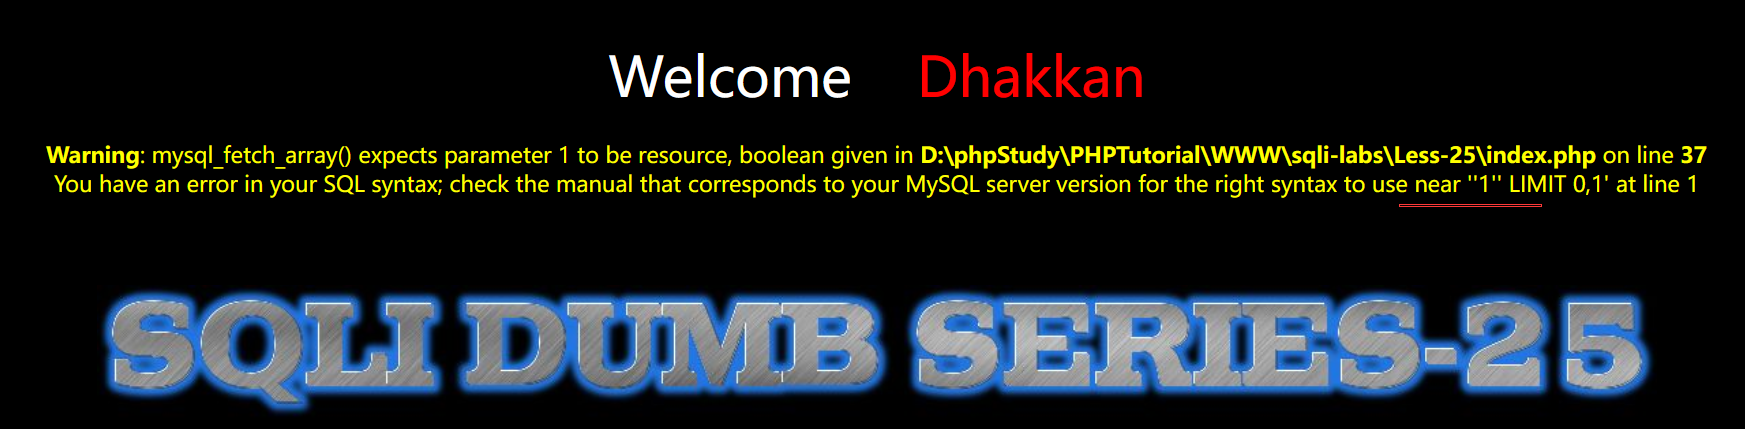 Welcome Dhakkan
Warning: mysql_fetch_array() expects parameter 1 to be resource, boolean given in D:\phpStudy\PHPTutorial\WWW\sqli-labs\Less-25\index.php on line 37
You have an error in your SQL syntax; check the manual that corresponds to your MySQL server version for the right syntax to use near ''1'' LIMIT 0,1' at line 1
SQLI DUMB SERIES-25